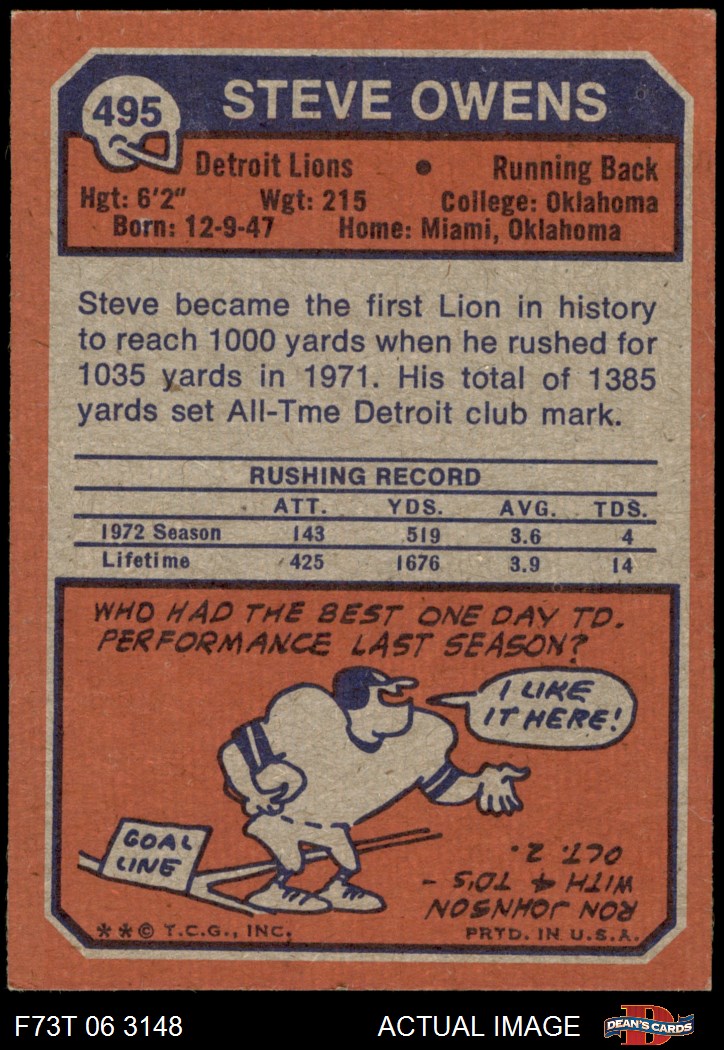 495
STEVE OWENS
Detroit Lions • Running Back
Hgt: 6'2" Wgt: 215 College: Oklahoma
Born: 12-9-47 Home: Miami, Oklahoma
Steve became the first Lion in history
to reach 1000 yards when he rushed for
1035 yards in 1971. His total of 1385
yards set All-Tme Detroit club mark.
RUSHING RECORD
ATT. YDS. AVG. TDS.
1972 Season 143 519 3.6 4
Lifetime 425 1676 3.9 14
WHO HAD THE BEST ONE DAY TD.
PERFORMANCE LAST SEASON?
I LIKE
IT HERE!
GOAL
LINE
RON JOHNSON
WITH 4 TD'S -
OCT. 2.
**© T.C.G., INC. PRTD. IN U.S.A.
F73T 06 3148 ACTUAL IMAGE
D
DEAN'S CARDS